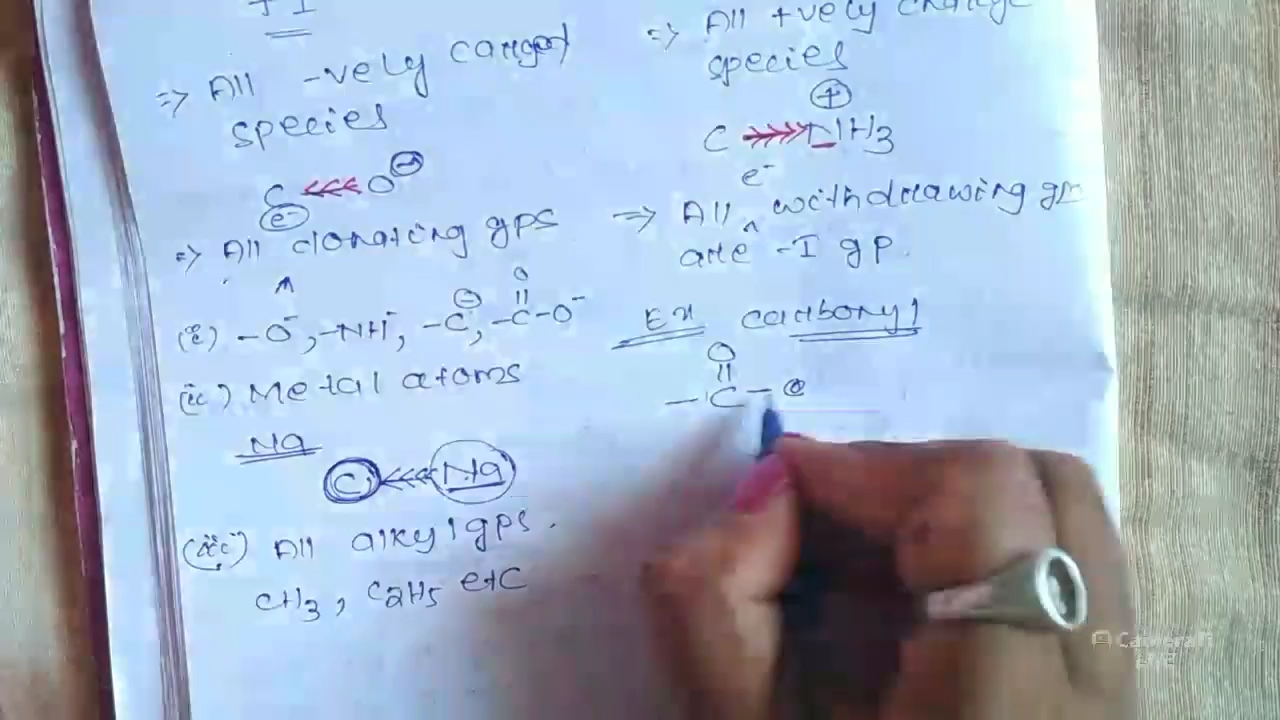 +I
=> All -vely carged
species
C <<< O⊖
e-
=> All donating gps
(i) -O⁻, -NH⁻, -C⊖, -C(=O)-O⁻
(ii) Metal atoms
Na
C <<< Na
(iii) All alkyl gps.
CH3, C2H5 etc
=> All +vely charge
species
⊕
C >>>> NH3
e-
=> All ^ withdrawing gp
are -I gp.
Ex carbonyl
O
||
-C-